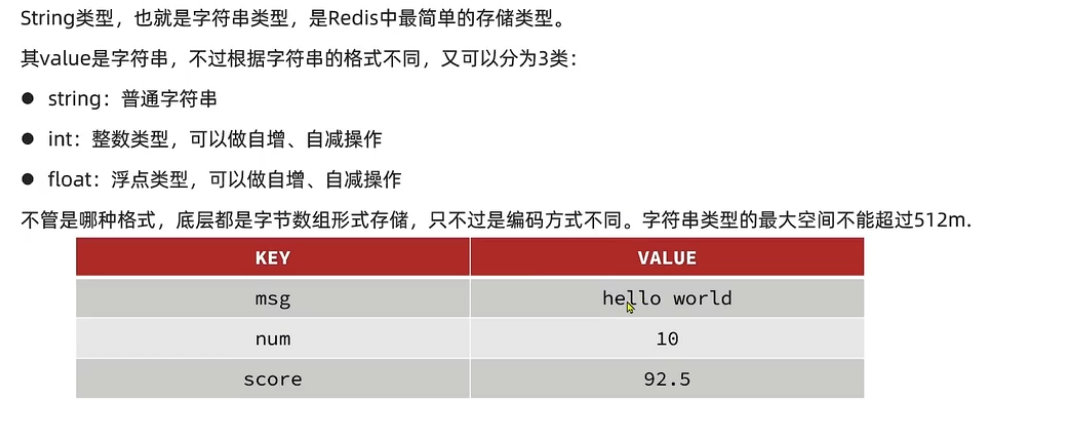 String类型，也就是字符串类型，是Redis中最简单的存储类型。
其value是字符串，不过根据字符串的格式不同，又可以分为3类：
● string：普通字符串
● int：整数类型，可以做自增、自减操作
● float：浮点类型，可以做自增、自减操作
不管是哪种格式，底层都是字节数组形式存储，只不过是编码方式不同。字符串类型的最大空间不能超过512m.
KEY VALUE
msg hello world
num 10
score 92.5